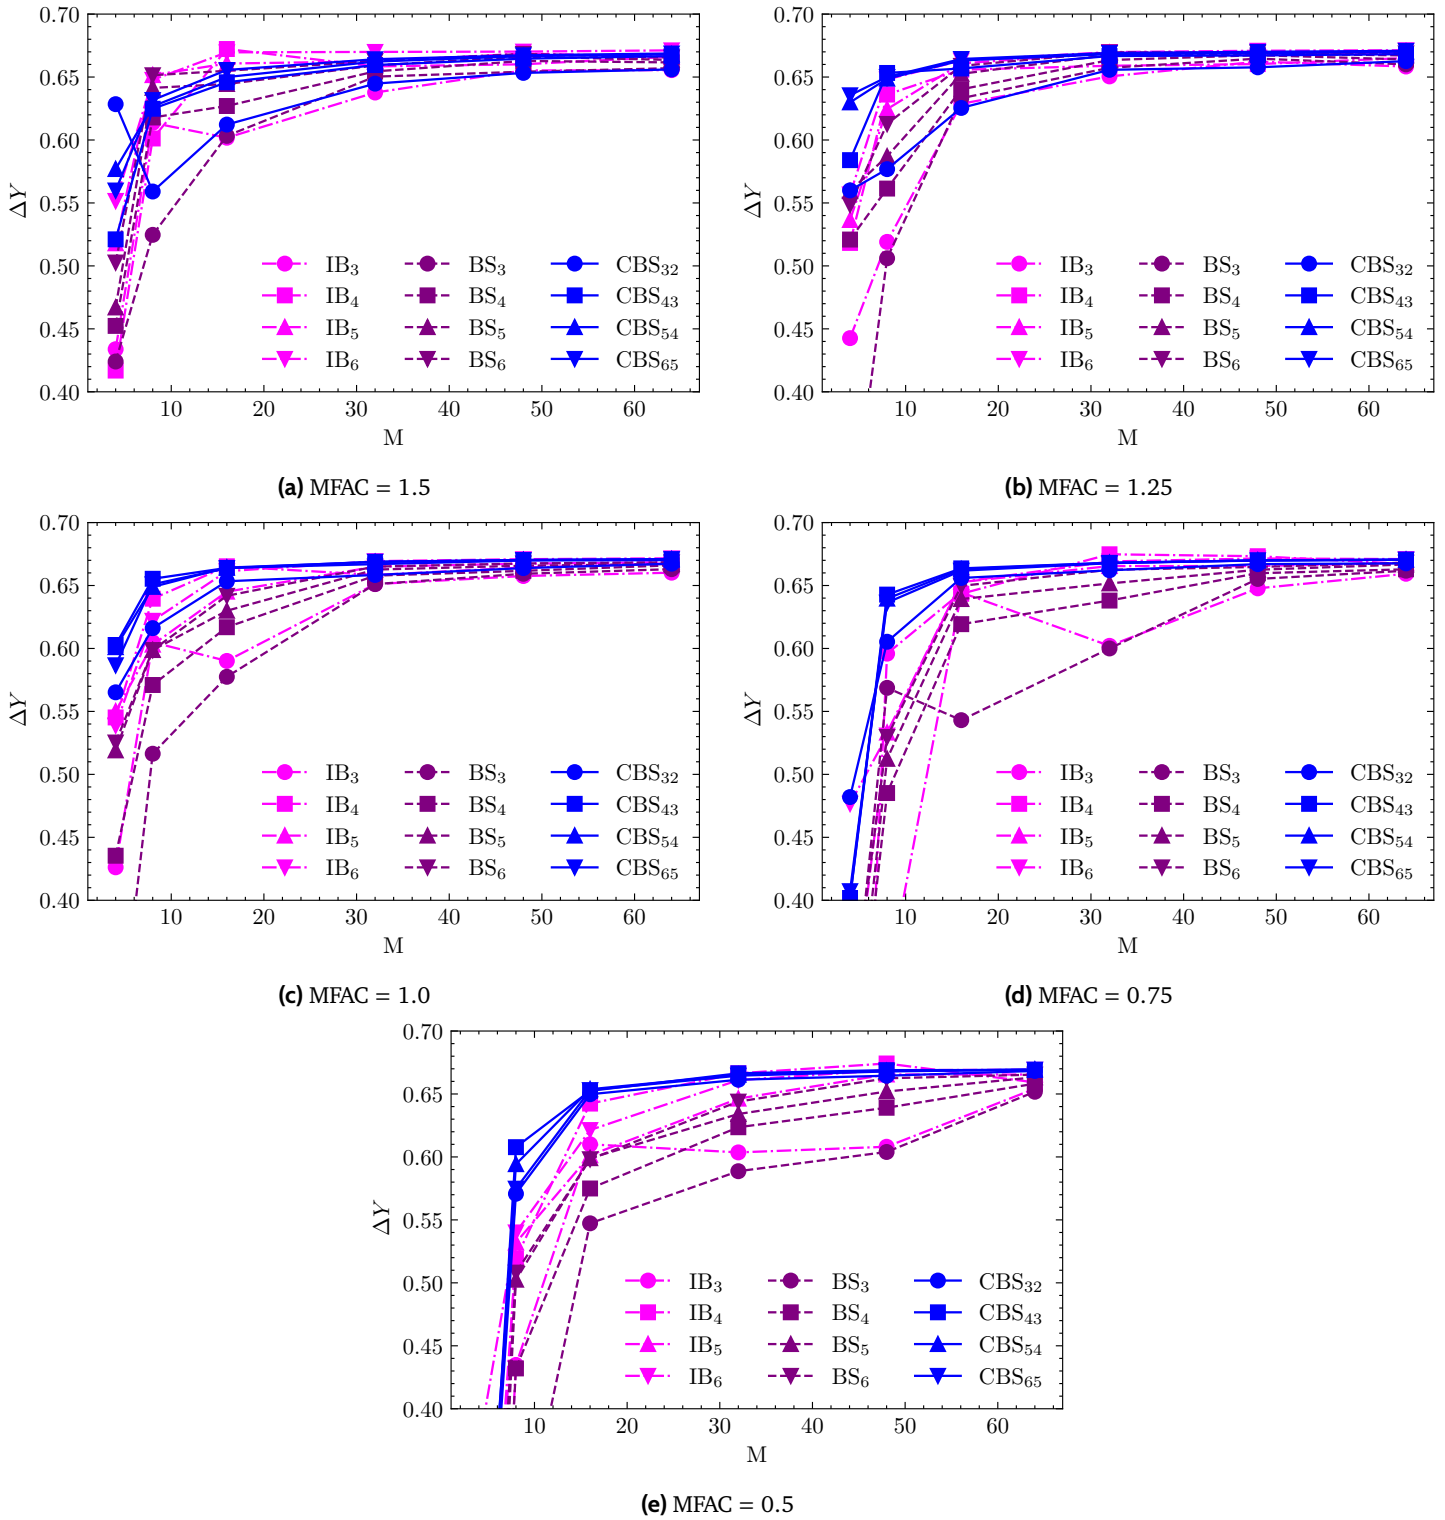 0.70
0.65
0.60
0.55
0.50
0.45
0.40
ΔY
10 20 30 40 50 60
M
IB₃ BS₃ CBS₃₂
IB₄ BS₄ CBS₄₃
IB₅ BS₅ CBS₅₄
IB₆ BS₆ CBS₆₅
(a) MFAC = 1.5
0.70
0.65
0.60
0.55
0.50
0.45
0.40
ΔY
10 20 30 40 50 60
M
IB₃ BS₃ CBS₃₂
IB₄ BS₄ CBS₄₃
IB₅ BS₅ CBS₅₄
IB₆ BS₆ CBS₆₅
(b) MFAC = 1.25
0.70
0.65
0.60
0.55
0.50
0.45
0.40
ΔY
10 20 30 40 50 60
M
IB₃ BS₃ CBS₃₂
IB₄ BS₄ CBS₄₃
IB₅ BS₅ CBS₅₄
IB₆ BS₆ CBS₆₅
(c) MFAC = 1.0
0.70
0.65
0.60
0.55
0.50
0.45
0.40
ΔY
10 20 30 40 50 60
M
IB₃ BS₃ CBS₃₂
IB₄ BS₄ CBS₄₃
IB₅ BS₅ CBS₅₄
IB₆ BS₆ CBS₆₅
(d) MFAC = 0.75
0.70
0.65
0.60
0.55
0.50
0.45
0.40
ΔY
10 20 30 40 50 60
M
IB₃ BS₃ CBS₃₂
IB₄ BS₄ CBS₄₃
IB₅ BS₅ CBS₅₄
IB₆ BS₆ CBS₆₅
(e) MFAC = 0.5